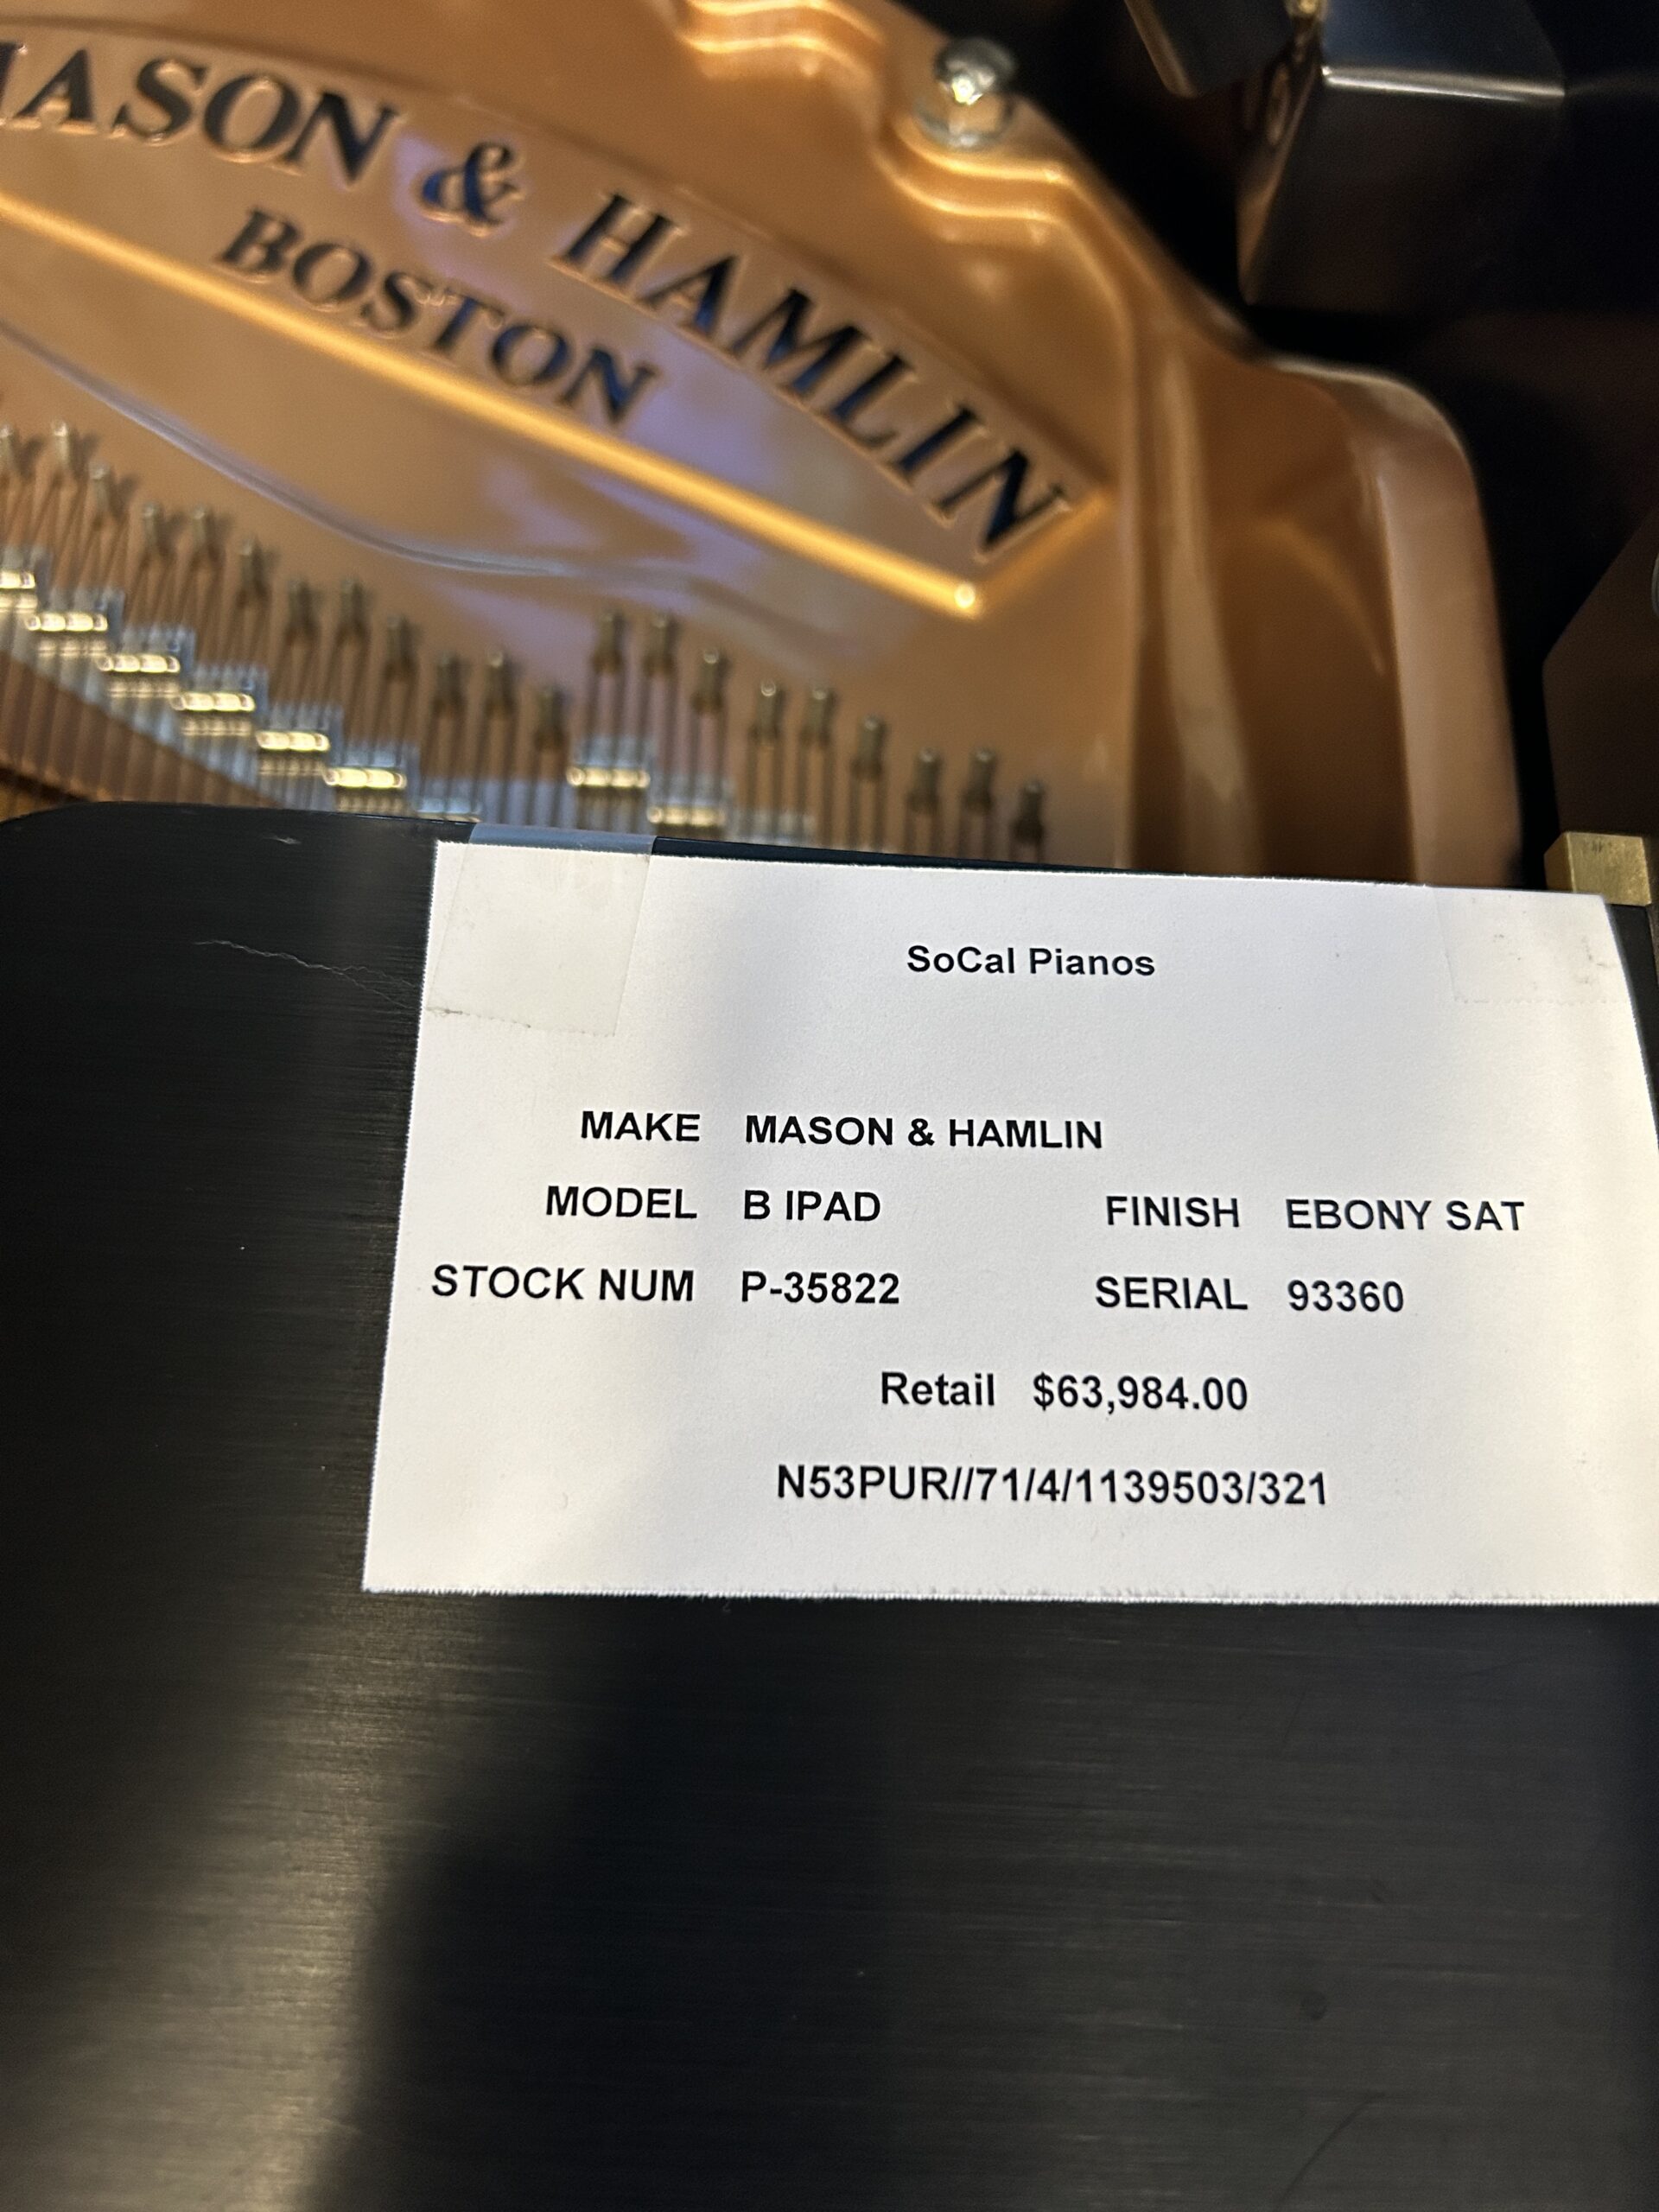 MASON & HAMLIN
BOSTON
SoCal Pianos
MAKE MASON & HAMLIN
MODEL B IPAD FINISH EBONY SAT
STOCK NUM P-35822 SERIAL 93360
Retail $63,984.00
N53PUR//71/4/1139503/321